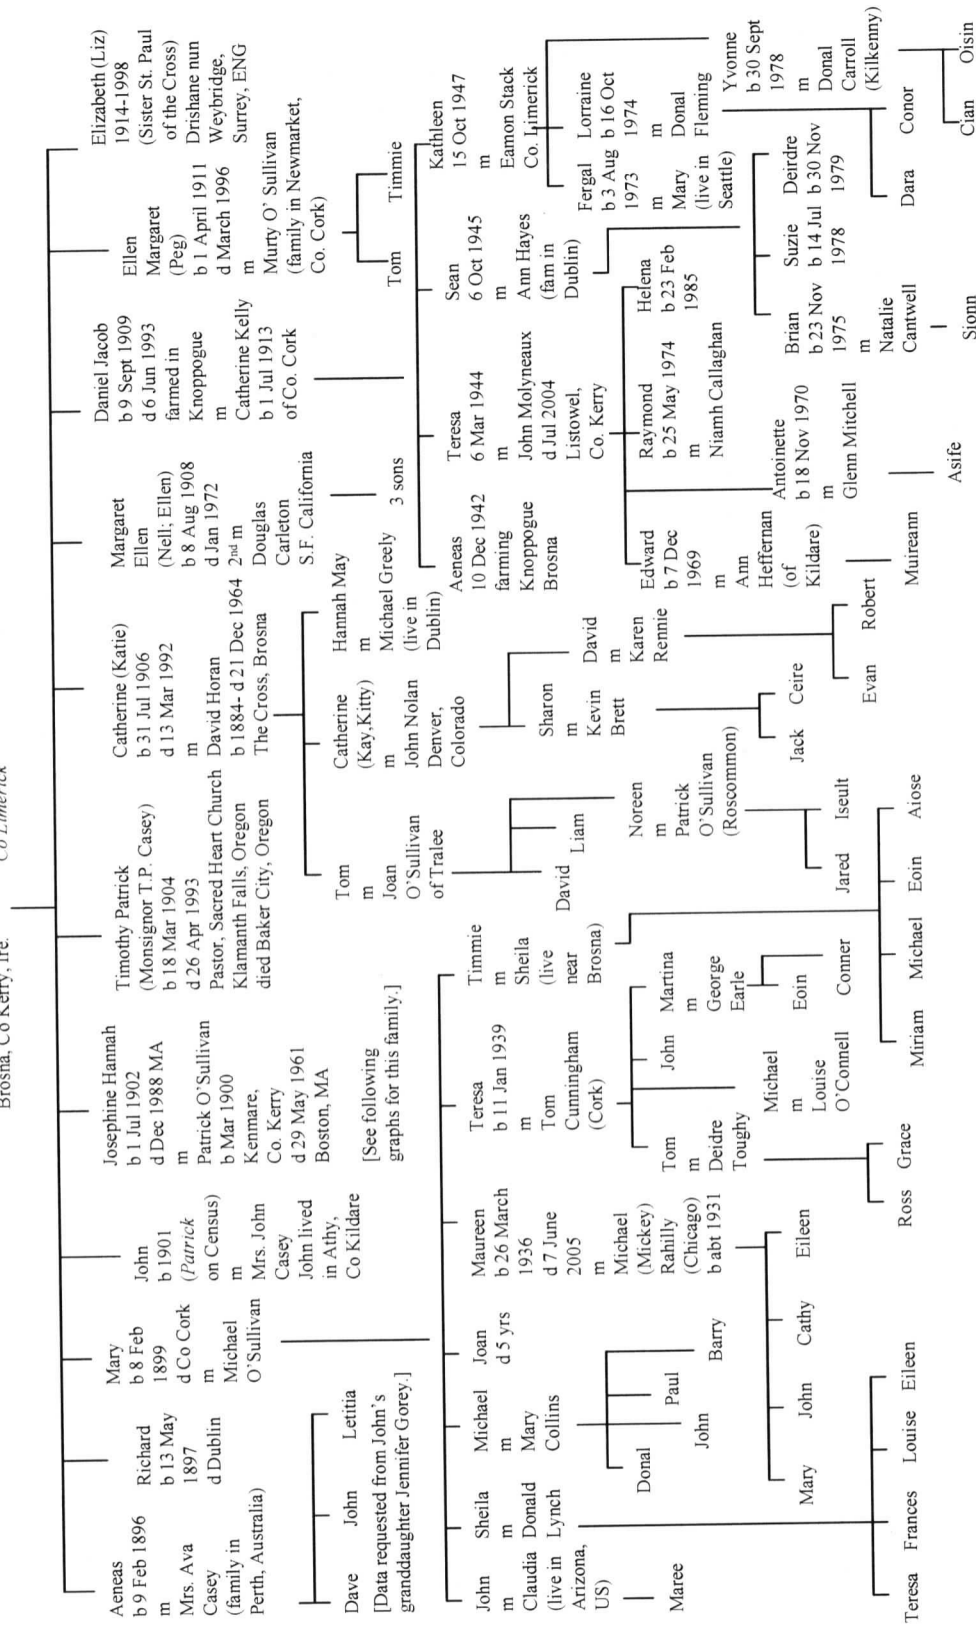 Brosna, Co Kerry, Ire.
Co Limerick
Aeneas
b 9 Feb 1896
m
Mrs. Ava
Casey
(family in
Perth, Australia)
Richard
b 13 May
1897
d Dublin
Mary
b 8 Feb
1899
d Co Cork
m
Michael
O'Sullivan
John
b 1901
(Patrick
on Census)
m
Mrs. John
Casey
John lived
in Athy,
Co Kildare
Josephine Hannah
b 1 Jul 1902
d Dec 1988 MA
m
Patrick O'Sullivan
b Mar 1900
Kenmare,
Co. Kerry
d 29 May 1961
Boston, MA
[See following
graphs for this family.]
Timothy Patrick
(Monsignor T.P. Casey)
b 18 Mar 1904
d 26 Apr 1993
Pastor, Sacred Heart Church
Klamanth Falls, Oregon
died Baker City, Oregon
Catherine (Katie)
b 31 Jul 1906
d 13 Mar 1992
m
David Horan
b 1884- d 21 Dec 1964
The Cross, Brosna
Margaret
Ellen
(Nell; Ellen)
b 8 Aug 1908
d Jan 1972
2nd m
Douglas
Carleton
S.F. California
3 sons
Daniel Jacob
b 9 Sept 1909
d 6 Jun 1993
farmed in
Knoppogue
m
Catherine Kelly
b 1 Jul 1913
of Co. Cork
Ellen
Margaret
(Peg)
b 1 April 1911
d March 1996
m
Murty O' Sullivan
(family in Newmarket,
Co. Cork)
Elizabeth (Liz)
1914-1998
(Sister St. Paul
of the Cross)
Drishane nun
Weybridge,
Surrey, ENG
Dave John Letitia
[Data requested from John's
granddaughter Jennifer Gorey.]
Tom
m
Joan
O'Sullivan
of Tralee
Catherine
(Kay,Kitty)
m
John Nolan
Denver,
Colorado
Hannah May
m
Michael Greely
(live in
Dublin)
Tom Timmie
John
m
Claudia
(live in
Arizona,
US)
Sheila
m
Donald
Lynch
Michael
m
Mary
Collins
Joan
d 5 yrs
Maureen
b 26 March
1936
d 7 June
2005
m
Michael
(Mickey)
Rahilly
(Chicago)
b abt 1931
Teresa
b 11 Jan 1939
m
Tom
Cunningham
(Cork)
Timmie
m
Sheila
(live
near
Brosna)
David Liam
Noreen
m
Patrick
O'Sullivan
(Roscommon)
Sharon
m
Kevin
Brett
David
m
Karen
Rennie
Aeneas
10 Dec 1942
farming
Knoppogue
Brosna
Teresa
6 Mar 1944
m
John Molyneaux
d Jul 2004
Listowel,
Co. Kerry
Sean
6 Oct 1945
m
Ann Hayes
(fam in
Dublin)
Kathleen
15 Oct 1947
m
Eamon Stack
Co. Limerick
Maree
Donal John Paul Barry
Mary John Cathy Eileen
Tom
m
Deidre
Toughy
John
Martina
m
George
Earle
Michael
m
Louise
O'Connell
Eoin Conner
Ross Grace
Miriam Michael Eoin Aiose
Jared Iseult
Jack Ceire
Evan Robert
Edward
b 7 Dec
1969
m
Ann
Heffernan
(of
Kildare)
Antoinette
b 18 Nov 1970
m
Glenn Mitchell
Raymond
b 25 May 1974
m
Niamh Callaghan
Helena
b 23 Feb
1985
Muireann
Asife
Brian
b 23 Nov
1975
m
Natalie
Cantwell
Suzie
b 14 Jul
1978
Deirdre
b 30 Nov
1979
Sionn
Fergal
b 3 Aug
1973
m
Mary
(live in
Seattle)
Lorraine
b 16 Oct
1974
m
Donal
Fleming
Yvonne
b 30 Sept
1978
m
Donal
Carroll
(Kilkenny)
Dara Conor
Cian Oisin
Teresa Frances Louise Eileen